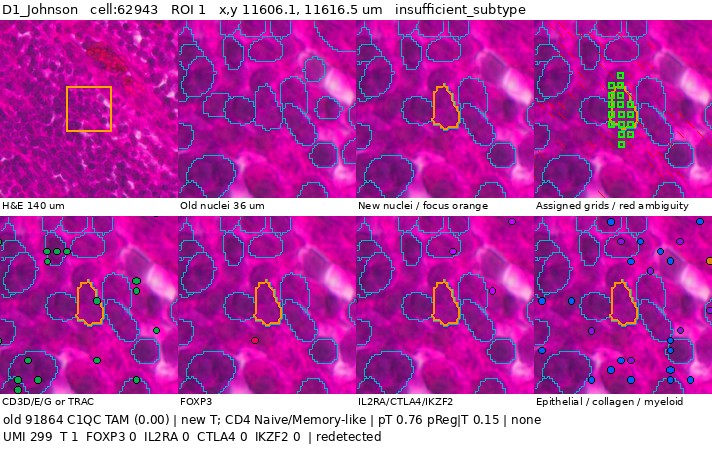 D1_Johnson cell:62943 ROI 1 x,y 11606.1, 11616.5 um insufficient_subtype
H&E 140 um
Old nuclei 36 um
New nuclei / focus orange
Assigned grids / red ambiguity
CD3D/E/G or TRAC
FOXP3
IL2RA/CTLA4/IKZF2
Epithelial / collagen / myeloid
old 91864 C1QC TAM (0.00) | new T; CD4 Naive/Memory-like | pT 0.76 pReg|T 0.15 | none
UMI 299 T 1 FOXP3 0 IL2RA 0 CTLA4 0 IKZF2 0 | redetected